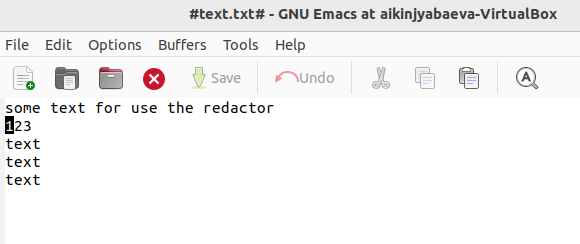 #text.txt# - GNU Emacs at aikinjyabaeva-VirtualBox
File Edit Options Buffers Tools Help
Save Undo
some text for use the redactor
123
text
text
text